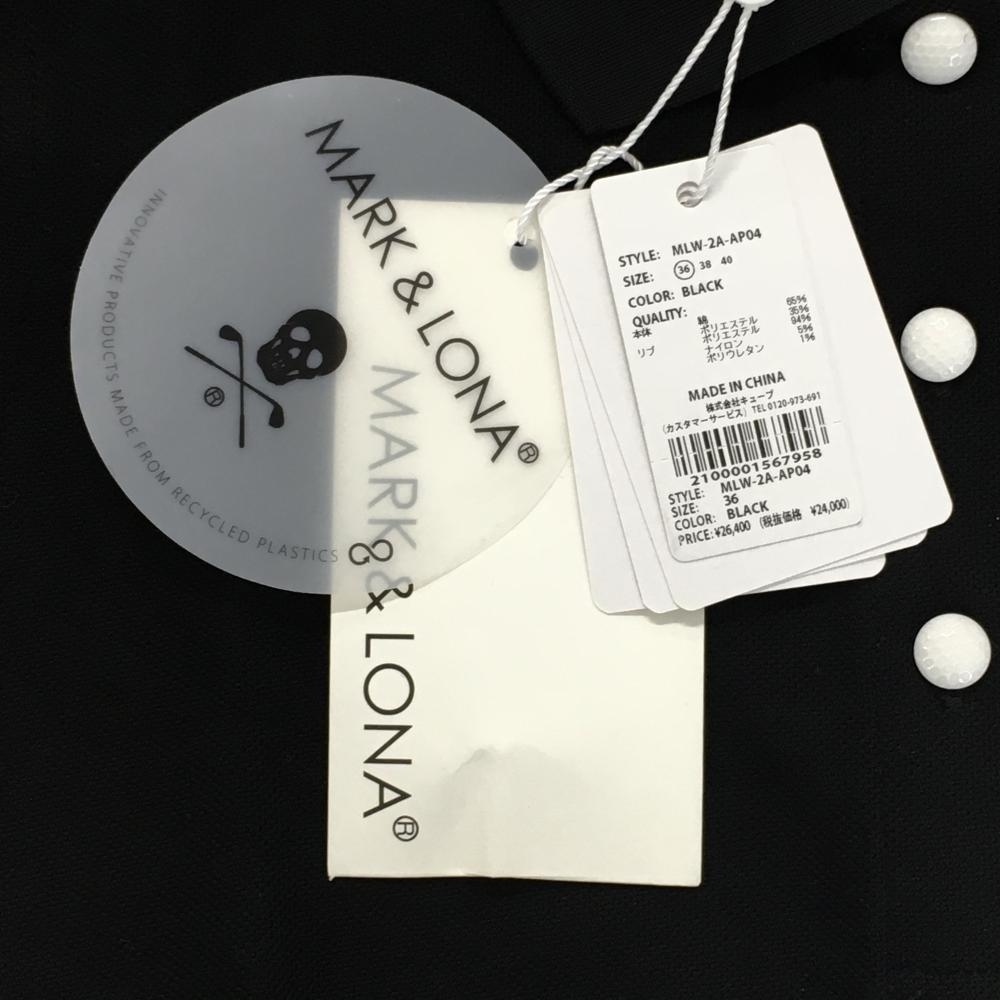 MARK & LONA®
®
INNOVATIVE PRODUCTS MADE FROM RECYCLED PLASTICS
MARK & LONA®
STYLE: MLW-2A-AP04
SIZE: 36 38 40
COLOR: BLACK
QUALITY:
本体 綿 65%
ポリエステル 35%
リブ ポリエステル 94%
ナイロン 5%
ポリウレタン 1%
MADE IN CHINA
株式会社キューブ
(カスタマーサービス) TEL 0120-973-691
2100001567958
STYLE: MLW-2A-AP04
SIZE: 36
COLOR: BLACK
PRICE: ¥26,400 (税抜価格 ¥24,000)